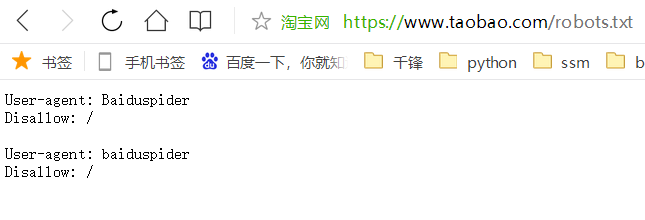 淘宝网 https://www.taobao.com/robots.txt
书签 手机书签 百度一下，你就知 千锋 python ssm b
User-agent: Baiduspider
Disallow: /
User-agent: baiduspider
Disallow: /